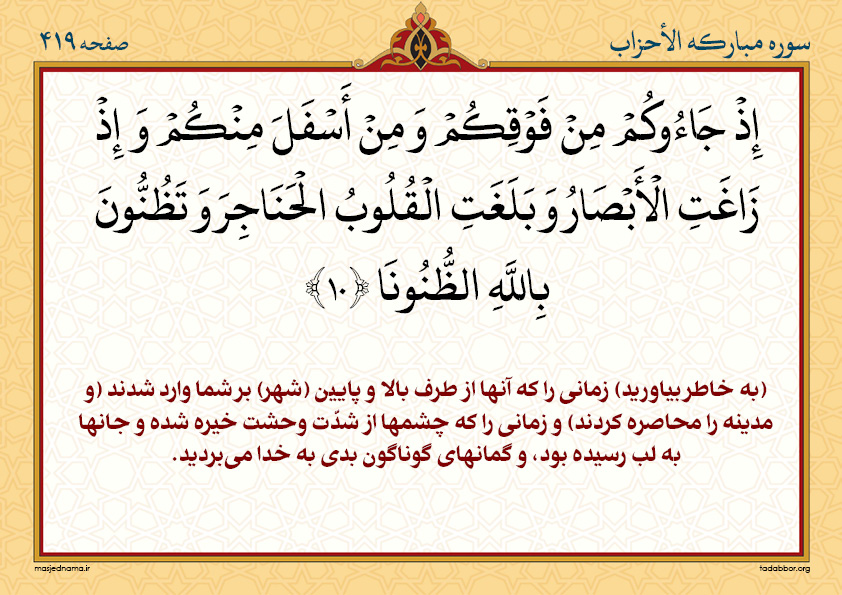 سوره مبارکه الأحزاب
صفحه ۴۱۹
إِذْ جَاءُوكُمْ مِنْ فَوْقِكُمْ وَ مِنْ أَسْفَلَ مِنْكُمْ وَ إِذْ
زَاغَتِ الْأَبْصَارُ وَ بَلَغَتِ الْقُلُوبُ الْحَنَاجِرَ وَ تَظُنُّونَ
بِاللَّهِ الظُّنُونَا ﴿۱۰﴾
(به خاطر بیاورید) زمانی را که آنها از طرف بالا و پایین (شهر) بر شما وارد شدند (و
مدینه را محاصره کردند) و زمانی را که چشمها از شدّت وحشت خیره شده و جانها
به لب رسیده بود، و گمانهای گوناگون بدی به خدا می‌بردید.
masjednama.ir
tadabbor.org